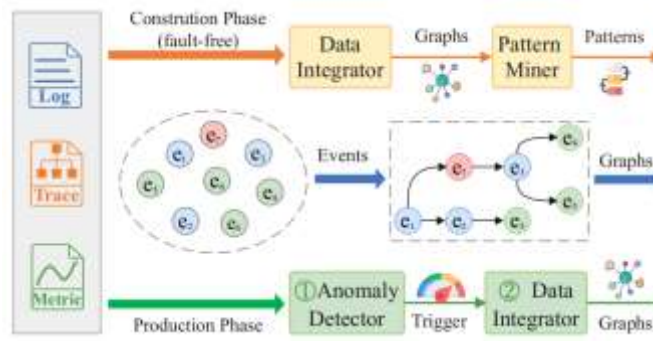 Constrution Phase
(fault-free)
Data
Integrator
Graphs
Pattern
Miner
Patterns
Log
Trace
Metric
Events
Graphs
Production Phase
①Anomaly
Detector
Trigger
② Data
Integrator
Graphs